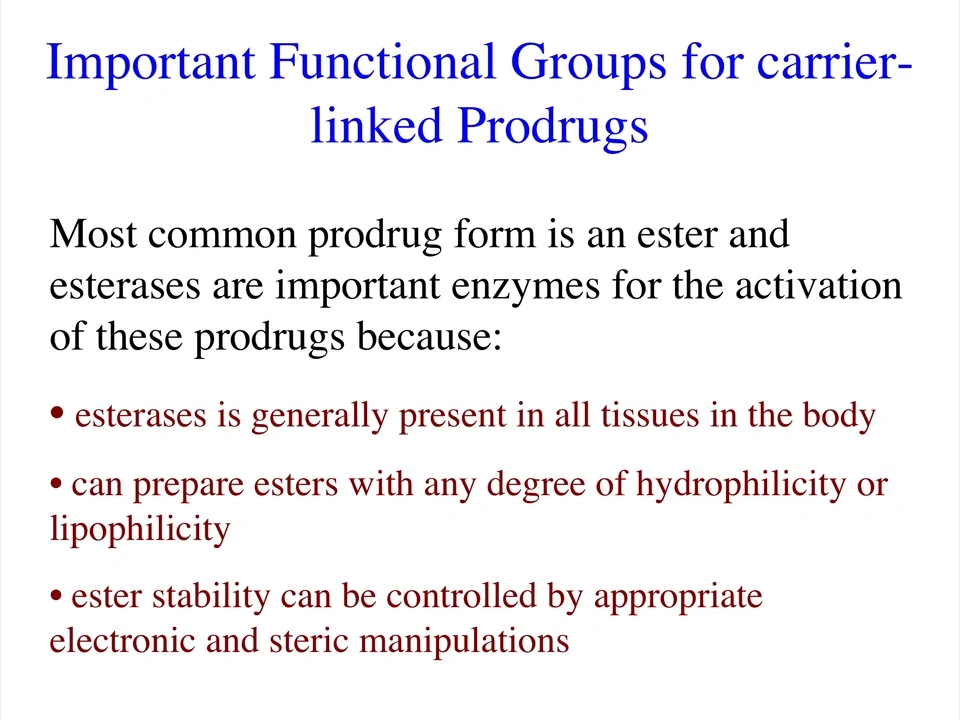 Important Functional Groups for carrier-
linked Prodrugs
Most common prodrug form is an ester and
esterases are important enzymes for the activation
of these prodrugs because:
• esterases is generally present in all tissues in the body
• can prepare esters with any degree of hydrophilicity or
lipophilicity
• ester stability can be controlled by appropriate
electronic and steric manipulations